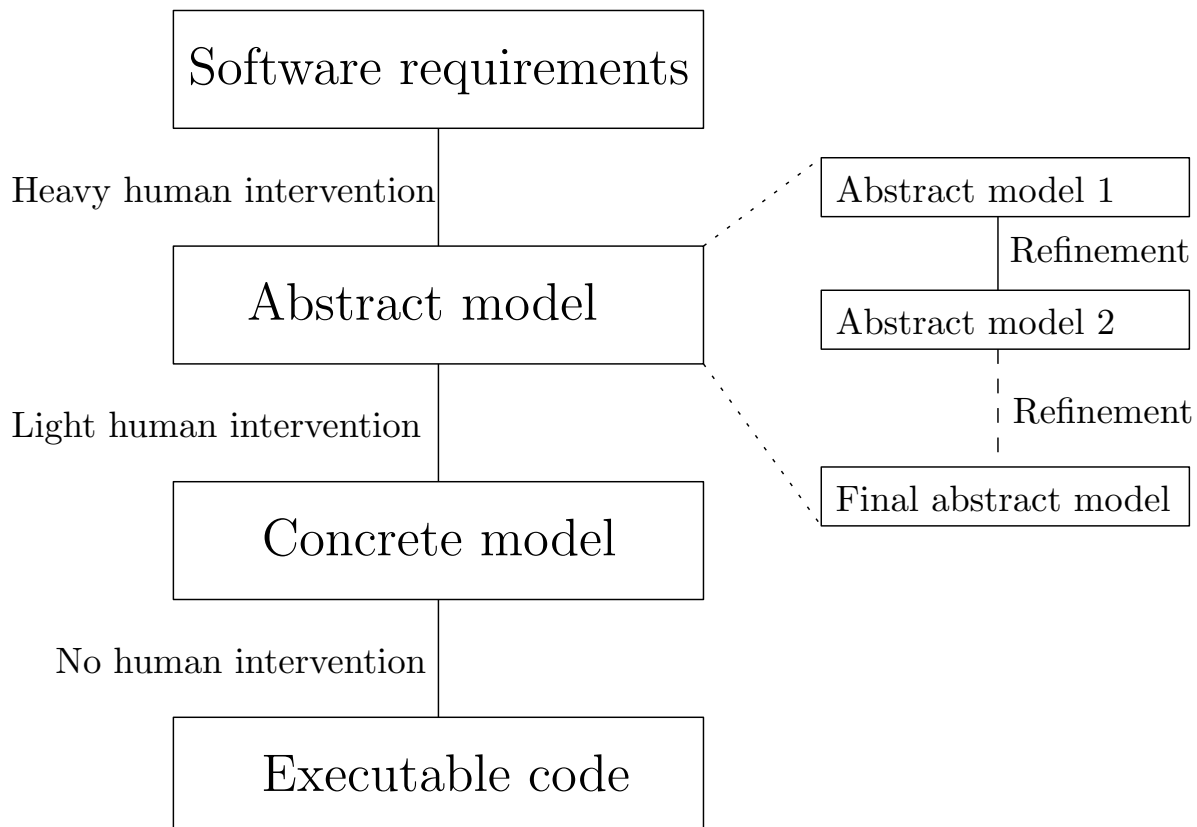 Software requirements
Heavy human intervention
Abstract model
Light human intervention
Concrete model
No human intervention
Executable code
Abstract model 1
Refinement
Abstract model 2
Refinement
Final abstract model